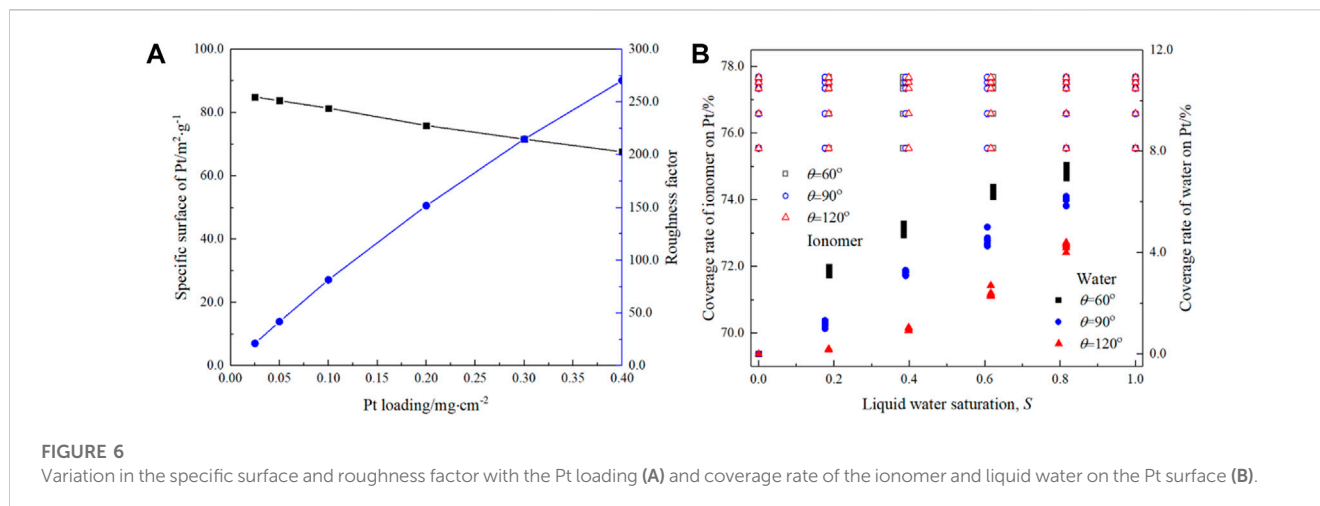 A
100.0
80.0
60.0
40.0
20.0
0.0
Specific surface of Pt/m²·g⁻¹
300.0
250.0
200.0
150.0
100.0
50.0
0.0
Roughness factor
0.00 0.05 0.10 0.15 0.20 0.25 0.30 0.35 0.40
Pt loading/mg·cm⁻²
B
78.0
76.0
74.0
72.0
70.0
Coverage rate of ionomer on Pt/%
θ=60°
θ=90°
θ=120°
Ionomer
Water
θ=60°
θ=90°
θ=120°
12.0
8.0
4.0
0.0
Coverage rate of water on Pt/%
0.0 0.2 0.4 0.6 0.8 1.0
Liquid water saturation, S
FIGURE 6
Variation in the specific surface and roughness factor with the Pt loading (A) and coverage rate of the ionomer and liquid water on the Pt surface (B).